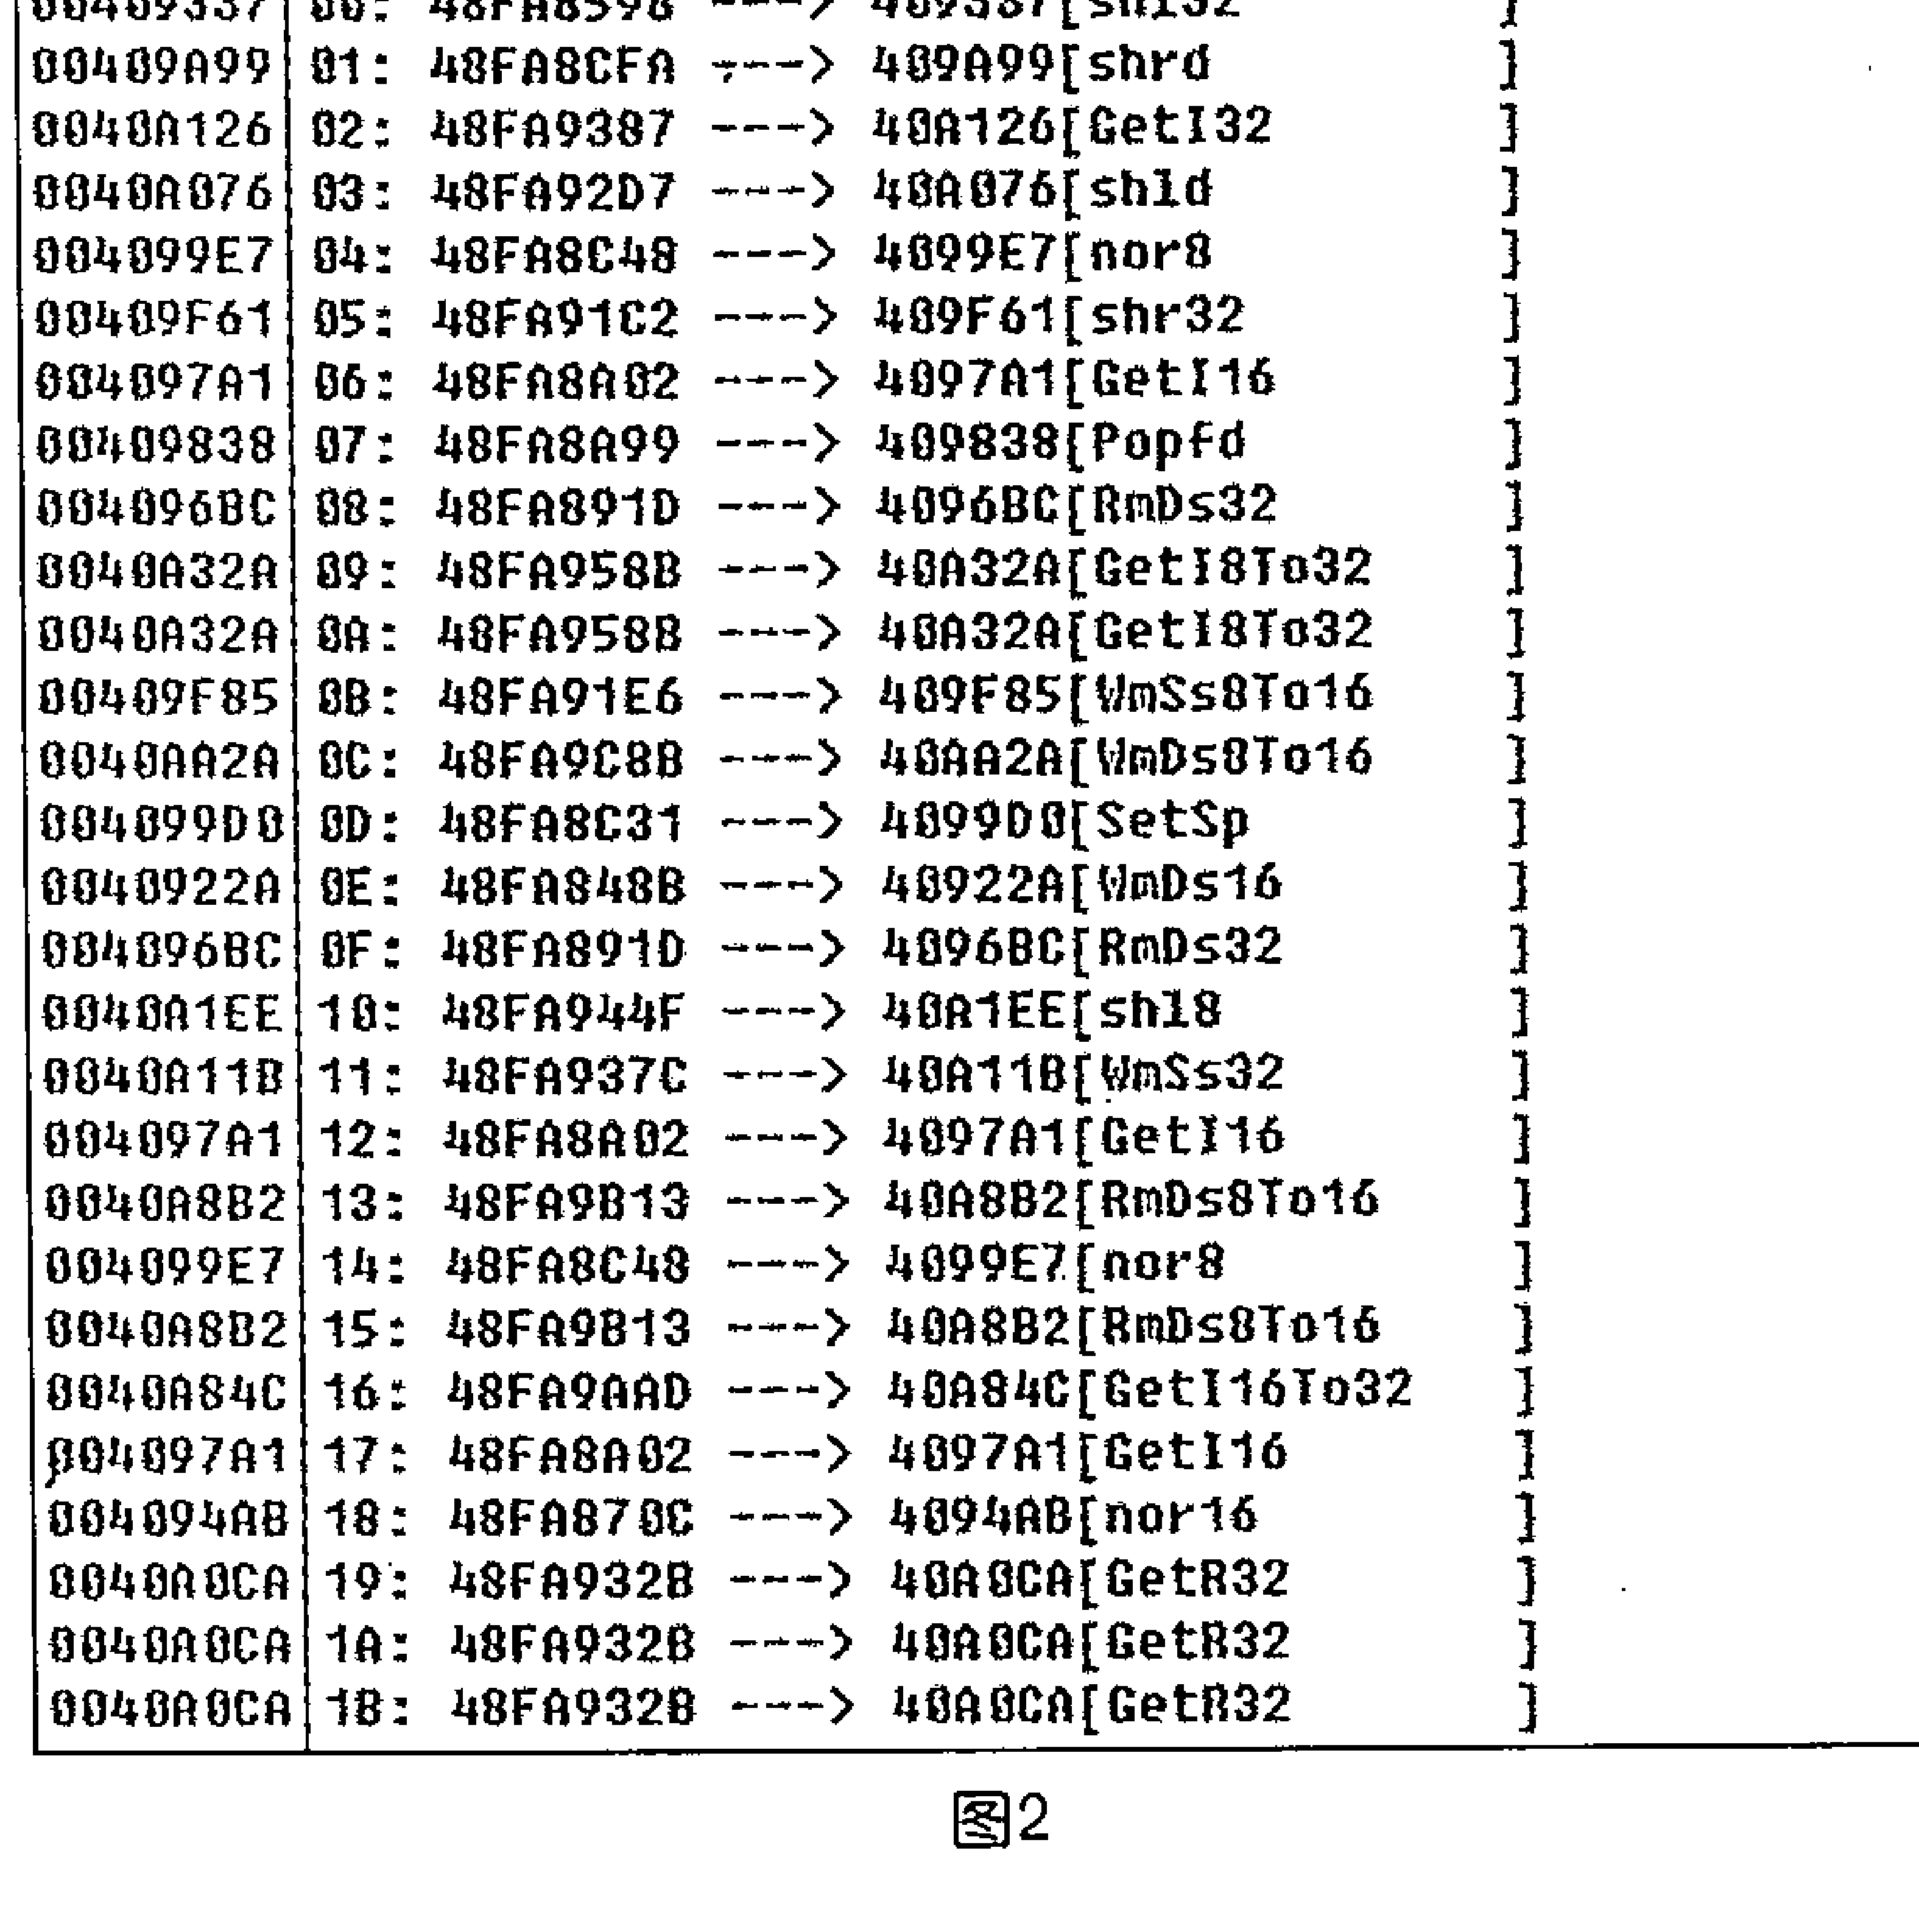 00409337 00: 48FA8598 ---> 409337[shl32 ]
00409A99 01: 48FA8CFA ---> 409A99[shrd ]
0040A126 02: 48FA9387 ---> 40A126[GetI32 ]
0040A076 03: 48FA92D7 ---> 40A076[shld ]
004099E7 04: 48FA8C48 ---> 4099E7[nor8 ]
00409F61 05: 48FA91C2 ---> 409F61[shr32 ]
004097A1 06: 48FA8A02 ---> 4097A1[GetI16 ]
00409838 07: 48FA8A99 ---> 409838[Popfd ]
004096BC 08: 48FA891D ---> 4096BC[RmDs32 ]
0040A32A 09: 48FA958B ---> 40A32A[GetI8To32 ]
0040A32A 0A: 48FA958B ---> 40A32A[GetI8To32 ]
00409F85 0B: 48FA91E6 ---> 409F85[WmSs8To16 ]
0040AA2A 0C: 48FA9C8B ---> 40AA2A[WmDs8To16 ]
004099D0 0D: 48FA8C31 ---> 4099D0[SetSp ]
0040922A 0E: 48FA848B ---> 40922A[WmDs16 ]
004096BC 0F: 48FA891D ---> 4096BC[RmDs32 ]
0040A1EE 10: 48FA944F ---> 40A1EE[shl8 ]
0040A11B 11: 48FA937C ---> 40A11B[WmSs32 ]
004097A1 12: 48FA8A02 ---> 4097A1[GetI16 ]
0040A8B2 13: 48FA9B13 ---> 40A8B2[RmDs8To16 ]
004099E7 14: 48FA8C48 ---> 4099E7[nor8 ]
0040A8B2 15: 48FA9B13 ---> 40A8B2[RmDs8To16 ]
0040A84C 16: 48FA9AAD ---> 40A84C[GetI16To32 ]
004097A1 17: 48FA8A02 ---> 4097A1[GetI16 ]
004094AB 18: 48FA870C ---> 4094AB[nor16 ]
0040A0CA 19: 48FA932B ---> 40A0CA[GetR32 ]
0040A0CA 1A: 48FA932B ---> 40A0CA[GetR32 ]
0040A0CA 1B: 48FA932B ---> 40A0CA[GetR32 ]
图2